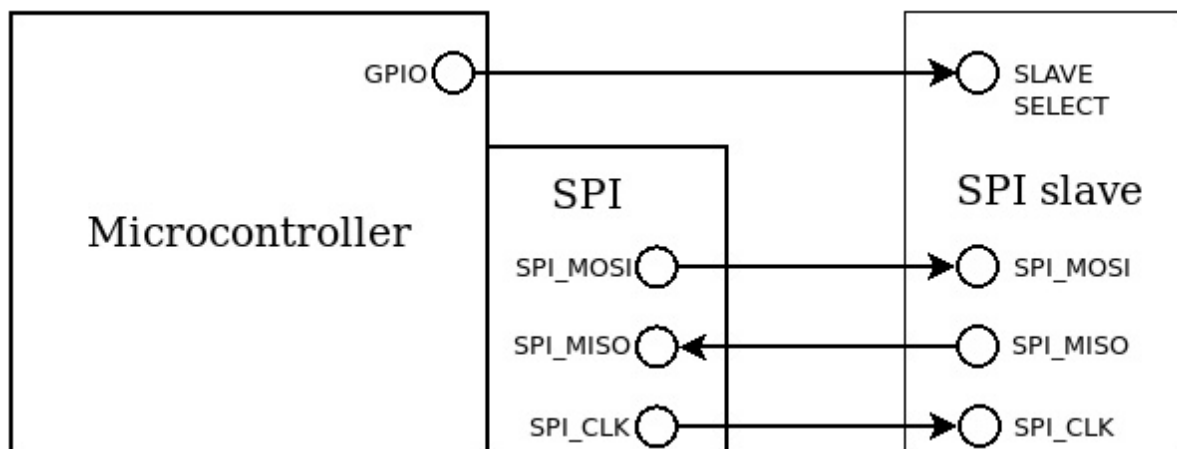 GPIO
SLAVE
SELECT
SPI
SPI slave
Microcontroller
SPI_MOSI
SPI_MOSI
SPI_MISO
SPI_MISO
SPI_CLK
SPI_CLK